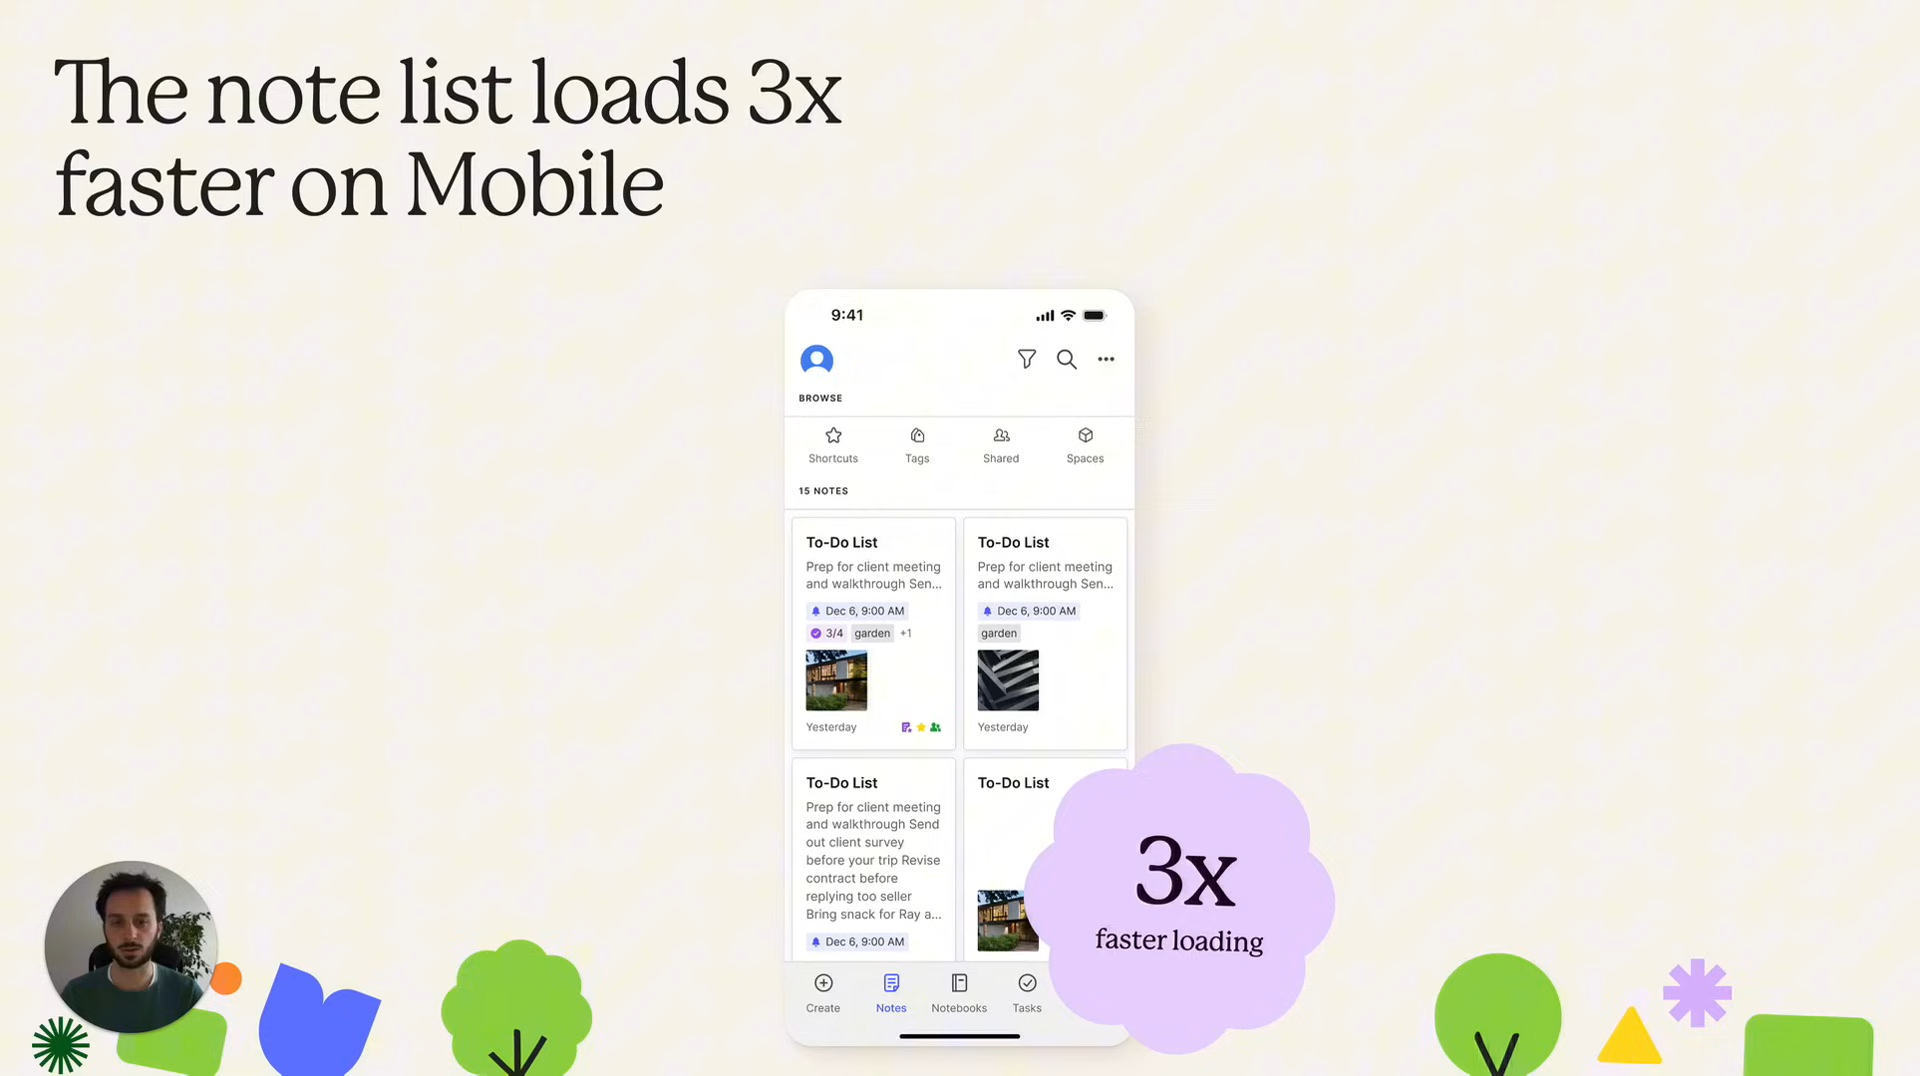 The note list loads 3x
faster on Mobile
9:41
BROWSE
Shortcuts
Tags
Shared
Spaces
15 NOTES
To-Do List
Prep for client meeting
and walkthrough Sen...
Dec 6, 9:00 AM
3/4 garden +1
Yesterday
To-Do List
Prep for client meeting
and walkthrough Sen...
Dec 6, 9:00 AM
garden
Yesterday
To-Do List
Prep for client meeting
and walkthrough Send
out client survey
before your trip Revise
contract before
replying too seller
Bring snack for Ray a...
Dec 6, 9:00 AM
To-Do List
3x
faster loading
Create
Notes
Notebooks
Tasks